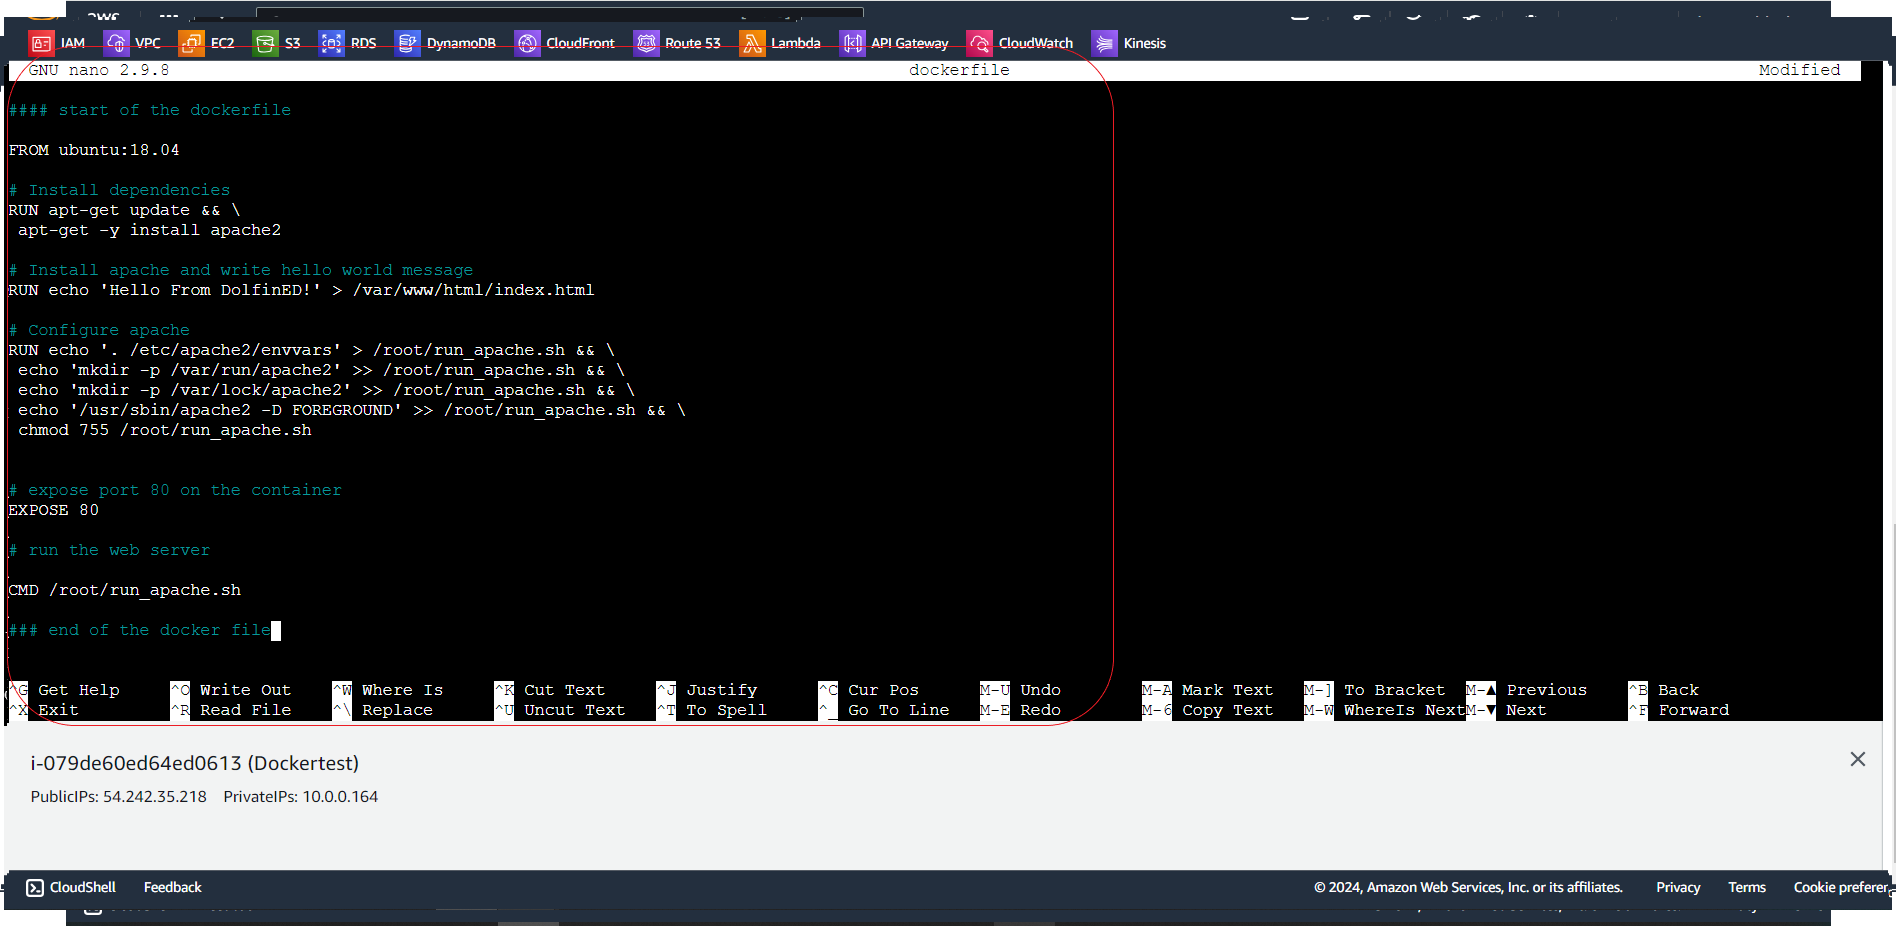 IAM VPC EC2 S3 RDS DynamoDB CloudFront Route 53 Lambda API Gateway CloudWatch Kinesis
GNU nano 2.9.8 dockerfile Modified
#### start of the dockerfile
FROM ubuntu:18.04
# Install dependencies
RUN apt-get update && \
apt-get -y install apache2
# Install apache and write hello world message
RUN echo 'Hello From DolfinED!' > /var/www/html/index.html
# Configure apache
RUN echo '. /etc/apache2/envvars' > /root/run_apache.sh && \
echo 'mkdir -p /var/run/apache2' >> /root/run_apache.sh && \
echo 'mkdir -p /var/lock/apache2' >> /root/run_apache.sh && \
echo '/usr/sbin/apache2 -D FOREGROUND' >> /root/run_apache.sh && \
chmod 755 /root/run_apache.sh
# expose port 80 on the container
EXPOSE 80
# run the web server
CMD /root/run_apache.sh
### end of the docker file
^G Get Help ^O Write Out ^W Where Is ^K Cut Text ^J Justify ^C Cur Pos M-U Undo M-A Mark Text M-] To Bracket M-▲ Previous ^B Back
^X Exit ^R Read File ^\ Replace ^U Uncut Text ^T To Spell ^_ Go To Line M-E Redo M-6 Copy Text M-W WhereIs Next M-▼ Next ^F Forward
i-079de60ed64ed0613 (Dockertest)
PublicIPs: 54.242.35.218 PrivateIPs: 10.0.0.164
CloudShell Feedback © 2024, Amazon Web Services, Inc. or its affiliates. Privacy Terms Cookie preferen